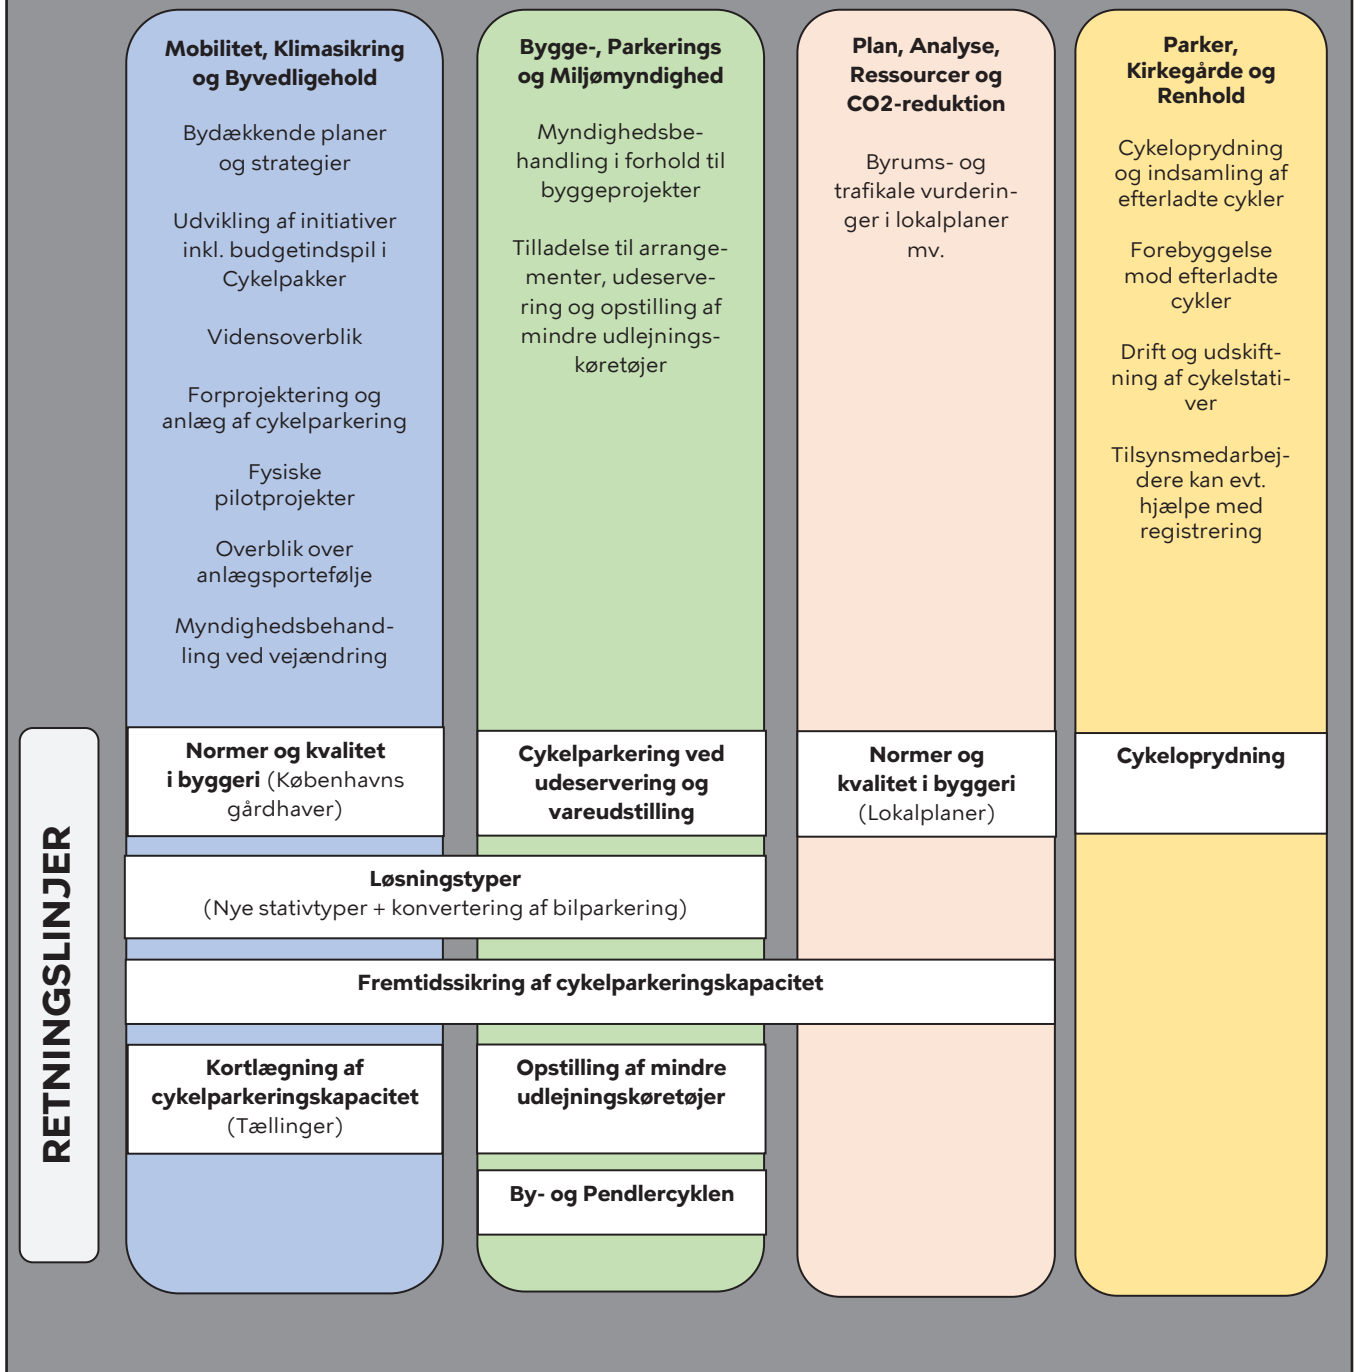 Mobilitet, Klimasikring
og Byvedligehold
Bydækkende planer
og strategier
Udvikling af initiativer
inkl. budgetindspil i
Cykelpakker
Vidensoverblik
Forprojektering og
anlæg af cykelparkering
Fysiske
pilotprojekter
Overblik over
anlægsportefølje
Myndighedsbehand-
ling ved vejændring
Bygge-, Parkerings
og Miljømyndighed
Myndighedsbe-
handling i forhold til
byggeprojekter
Tilladelse til arrange-
menter, udeserve-
ring og opstilling af
mindre udlejnings-
køretøjer
Plan, Analyse,
Ressourcer og
CO2-reduktion
Byrums- og
trafikale vurderin-
ger i lokalplaner
mv.
Parker,
Kirkegårde og
Renhold
Cykeloprydning
og indsamling af
efterladte cykler
Forebyggelse
mod efterladte
cykler
Drift og udskift-
ning af cykelstati-
ver
Tilsynsmedarbej-
dere kan evt.
hjælpe med
registrering
RETNINGSLINJER
Normer og kvalitet
i byggeri (Københavns
gårdhaver)
Cykelparkering ved
udeservering og
vareudstilling
Normer og
kvalitet i byggeri
(Lokalplaner)
Cykeloprydning
Løsningstyper
(Nye stativtyper + konvertering af bilparkering)
Fremtidssikring af cykelparkeringskapacitet
Kortlægning af
cykelparkeringskapacitet
(Tællinger)
Opstilling af mindre
udlejningskøretøjer
By- og Pendlercyklen